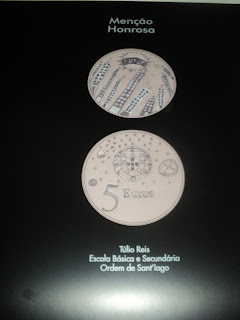 Menção
Honrosa
5
Euros
Túlio Reis
Escola Básica e Secundária
Ordem de Sant'Iago